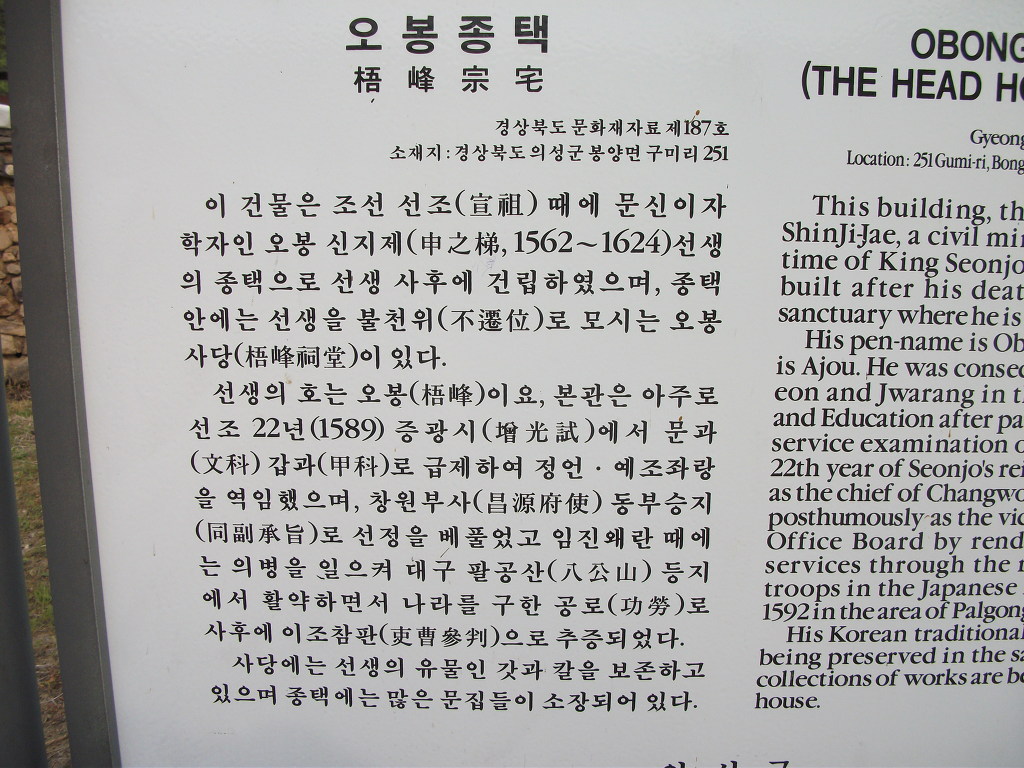 오봉종택
梧峰宗宅
경상북도 문화재자료 제187호
소재지 : 경상북도 의성군 봉양면 구미리 251
이 건물은 조선 선조(宣祖) 때에 문신이자
학자인 오봉 신지제(申之悌, 1562~1624)선생
의 종택으로 선생 사후에 건립하였으며, 종택
안에는 선생을 불천위(不遷位)로 모시는 오봉
사당(梧峰祠堂)이 있다.
선생의 호는 오봉(梧峰)이요, 본관은 아주로
선조 22년(1589) 증광시(增光試)에서 문과
(文科) 갑과(甲科)로 급제하여 정언 · 예조좌랑
을 역임했으며, 창원부사(昌源府使) 동부승지
(同副承旨)로 선정을 베풀었고 임진왜란 때에
는 의병을 일으켜 대구 팔공산(八公山) 등지
에서 활약하면서 나라를 구한 공로(功勞)로
사후에 이조참판(吏曹參判)으로 추증되었다.
사당에는 선생의 유물인 갓과 칼을 보존하고
있으며 종택에는 많은 문집들이 소장되어 있다.
OBONG
(THE HEAD
Gyeong
Location : 251 Gumi-ri, Bong
This building, th
ShinJi-Jae, a civil
time of King Seonjo
built after his deat
sanctuary where he is
His pen-name is Ob
is Ajou. He was
eon and Jwarang in
and Education after pa
service examination o
22th year of Seonjo's
as the chief of Changwo
posthumously as the
Office Board by rend
services through the
troops in the Japanese
1592 in the area of Palgong
His Korean traditional
being preserved in the
collections of works are
house.